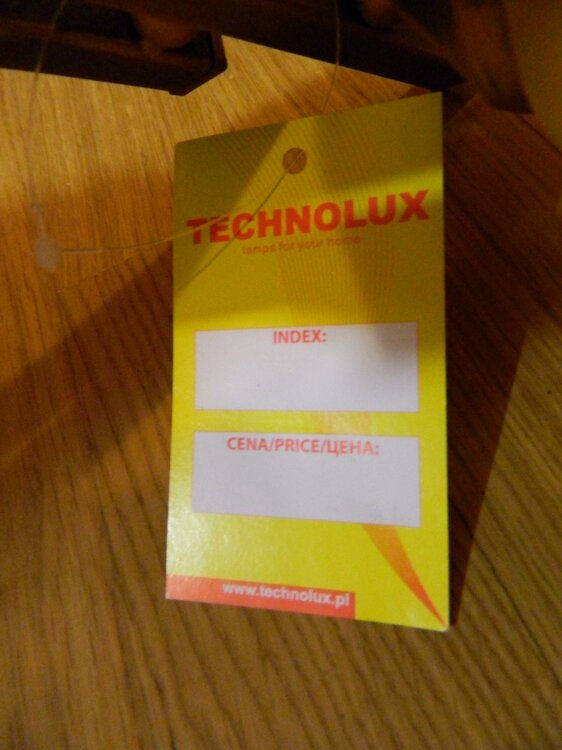 TECHNOLUX
lamps for your home
INDEX:
CENA/PRICE/ЦЕНА:
www.technolux.pl